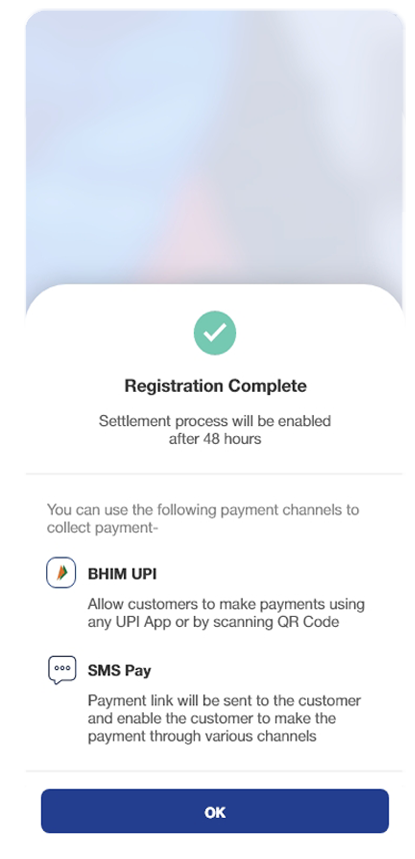 Registration Complete
Settlement process will be enabled
after 48 hours
You can use the following payment channels to
collect payment-
BHIM UPI
Allow customers to make payments using
any UPI App or by scanning QR Code
SMS Pay
Payment link will be sent to the customer
and enable the customer to make the
payment through various channels
OK